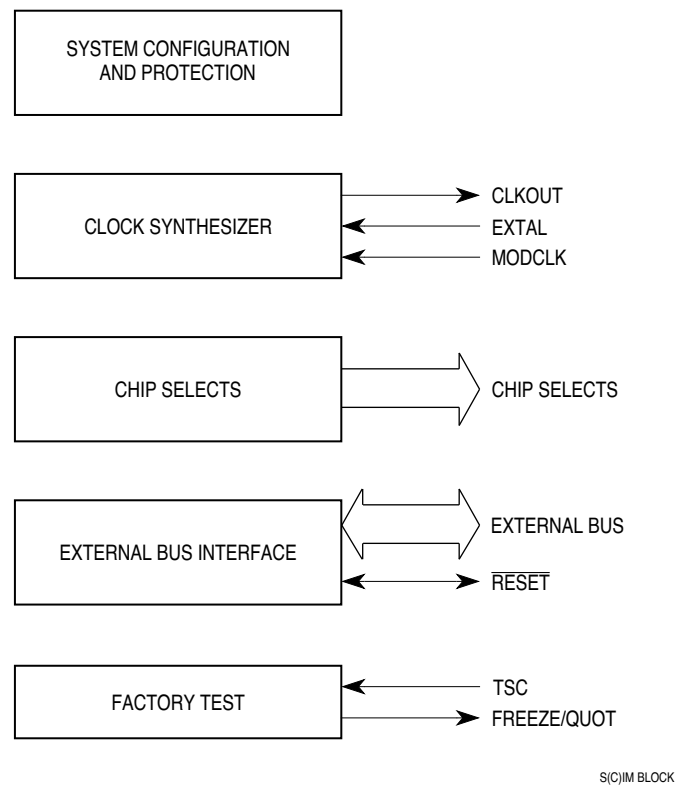 SYSTEM CONFIGURATION
AND PROTECTION
CLOCK SYNTHESIZER
CLKOUT
EXTAL
MODCLK
CHIP SELECTS
CHIP SELECTS
EXTERNAL BUS INTERFACE
EXTERNAL BUS
RESET
FACTORY TEST
TSC
FREEZE/QUOT
S(C)IM BLOCK